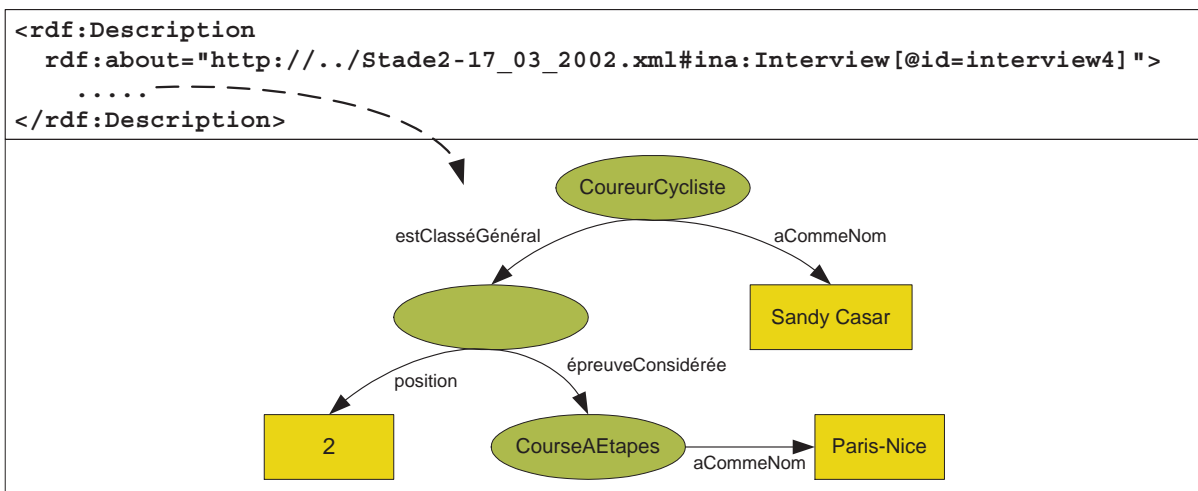 <rdf:Description
rdf:about="http://../Stade2-17_03_2002.xml#ina:Interview[@id=interview4]">
.....
</rdf:Description>
CoureurCycliste
estClasséGénéral
aCommeNom
Sandy Casar
position
épreuveConsidérée
2
CourseAEtapes
aCommeNom
Paris-Nice